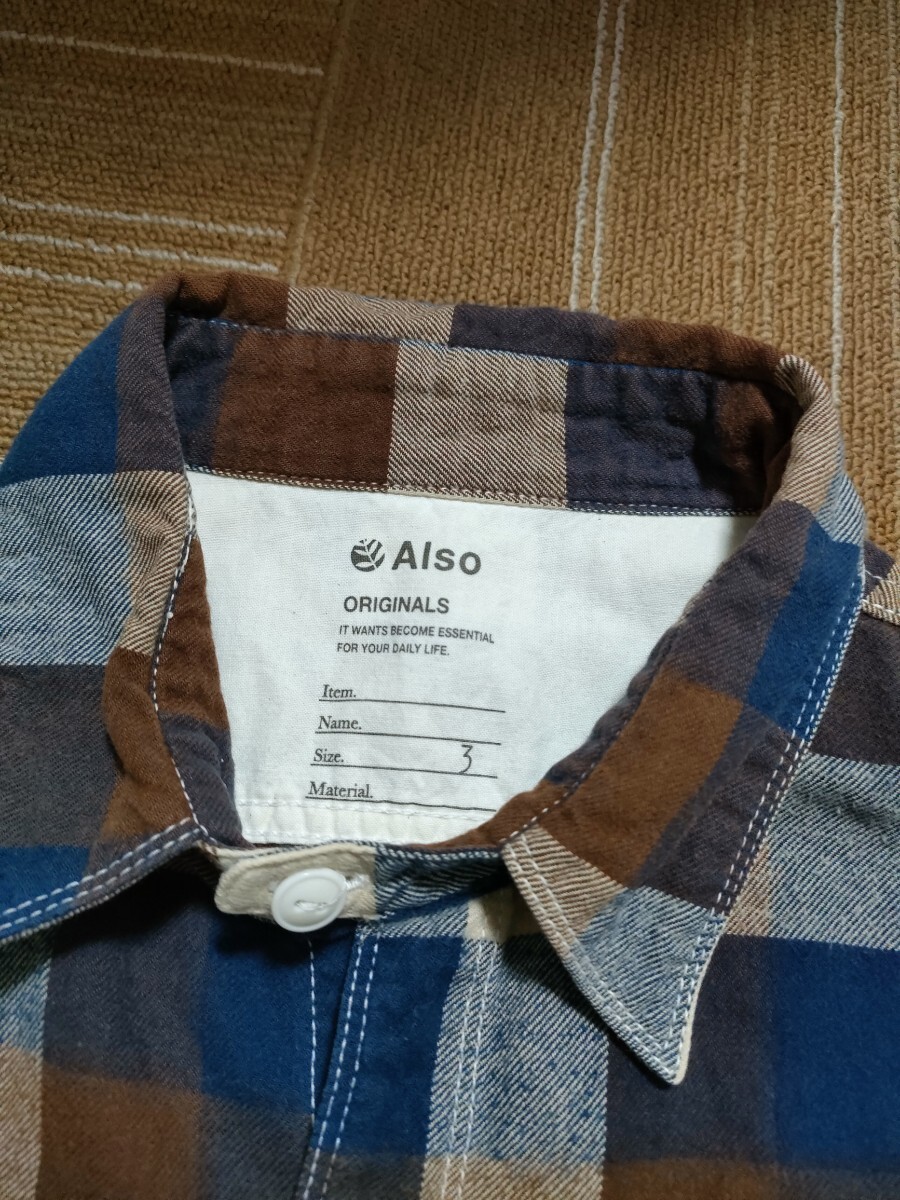 Also
ORIGINALS
IT WANTS BECOME ESSENTIAL
FOR YOUR DAILY LIFE.
Item.
Name.
Size. 3
Material.